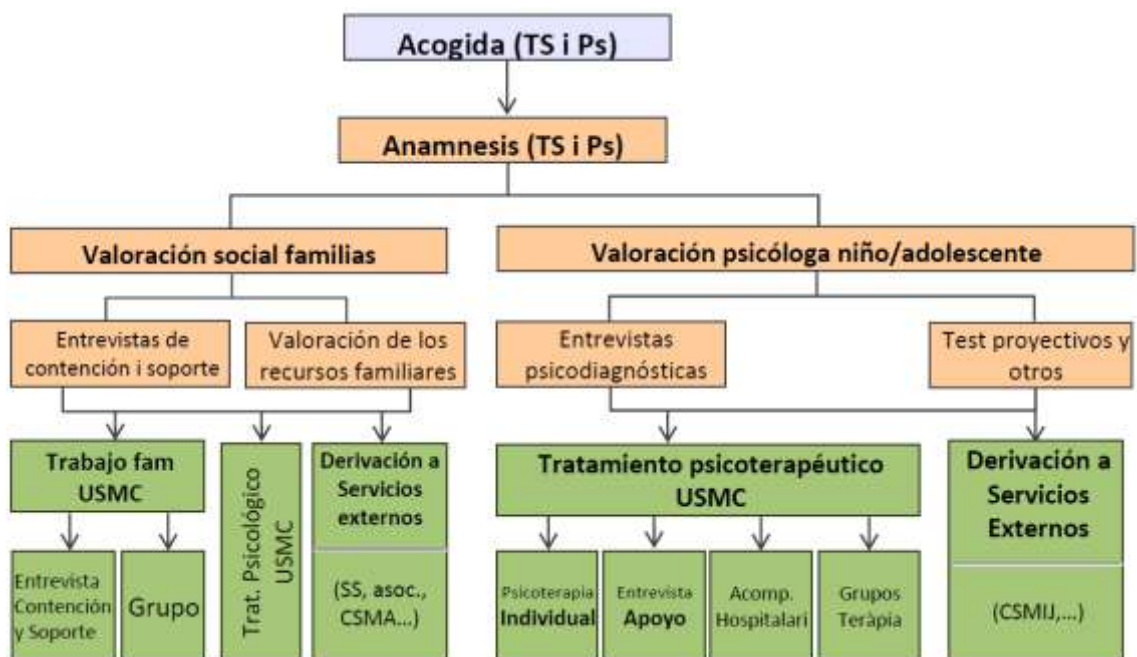 Acogida (TS i Ps)
Anamnesis (TS i Ps)
Valoración social familias
Valoración psicóloga niño/adolescente
Entrevistas de
contención i soporte
Valoración de los
recursos familiares
Entrevistas
psicodiagnósticas
Test proyectivos y
otros
Trabajo fam
USMC
Trat. Psicológico
USMC
Derivación a
Servicios
externos
(SS, asoc.,
CSMA...)
Tratamiento psicoterapéutico
USMC
Derivación a
Servicios
Externos
(CSMIJ,...)
Entrevista
Contención
y Soporte
Grupo
Psicoterapia
Individual
Entrevista
Apoyo
Acomp.
Hospitalari
Grupos
Teràpia